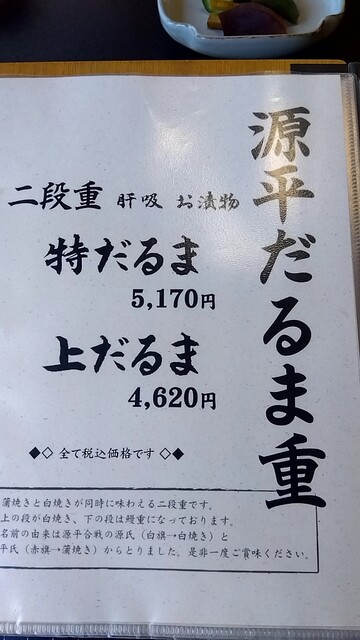 源平だるま重
二段重 肝吸 お漬物
特だるま
5,170円
上だるま
4,620円
◆◇ 全て税込価格です ◇◆
蒲焼きと白焼きが同時に味わえる二段重です。
上の段が白焼き、下の段は鰻重になっております。
名前の由来は源平合戦の源氏（白旗→白焼き）と
平氏（赤旗→蒲焼き）からとりました。是非一度ご賞味ください。